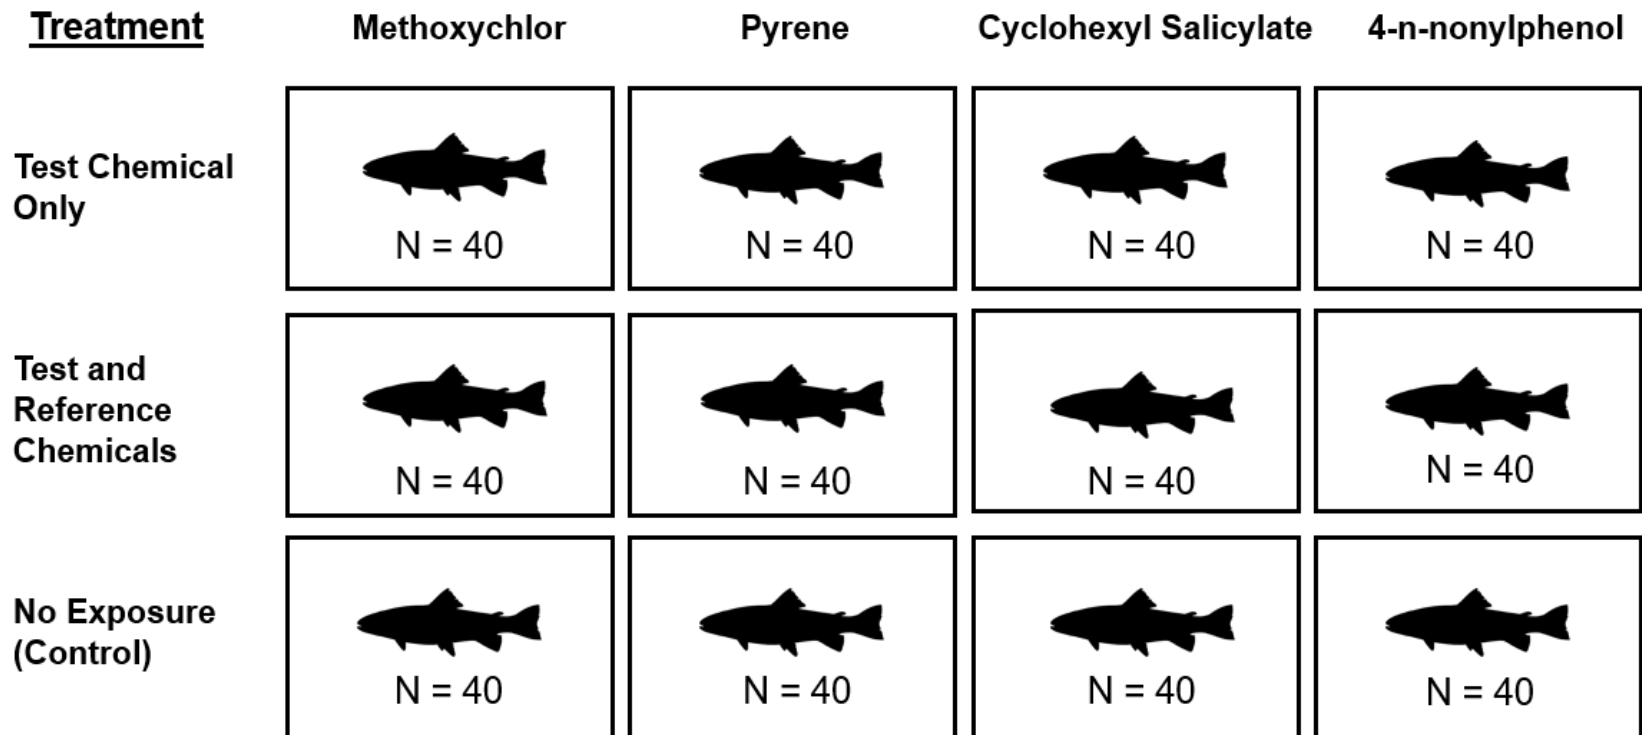 Treatment Methoxychlor Pyrene Cyclohexyl Salicylate 4-n-nonylphenol
Test Chemical
Only
N = 40 N = 40 N = 40 N = 40
Test and
Reference
Chemicals
N = 40 N = 40 N = 40 N = 40
No Exposure
(Control)
N = 40 N = 40 N = 40 N = 40